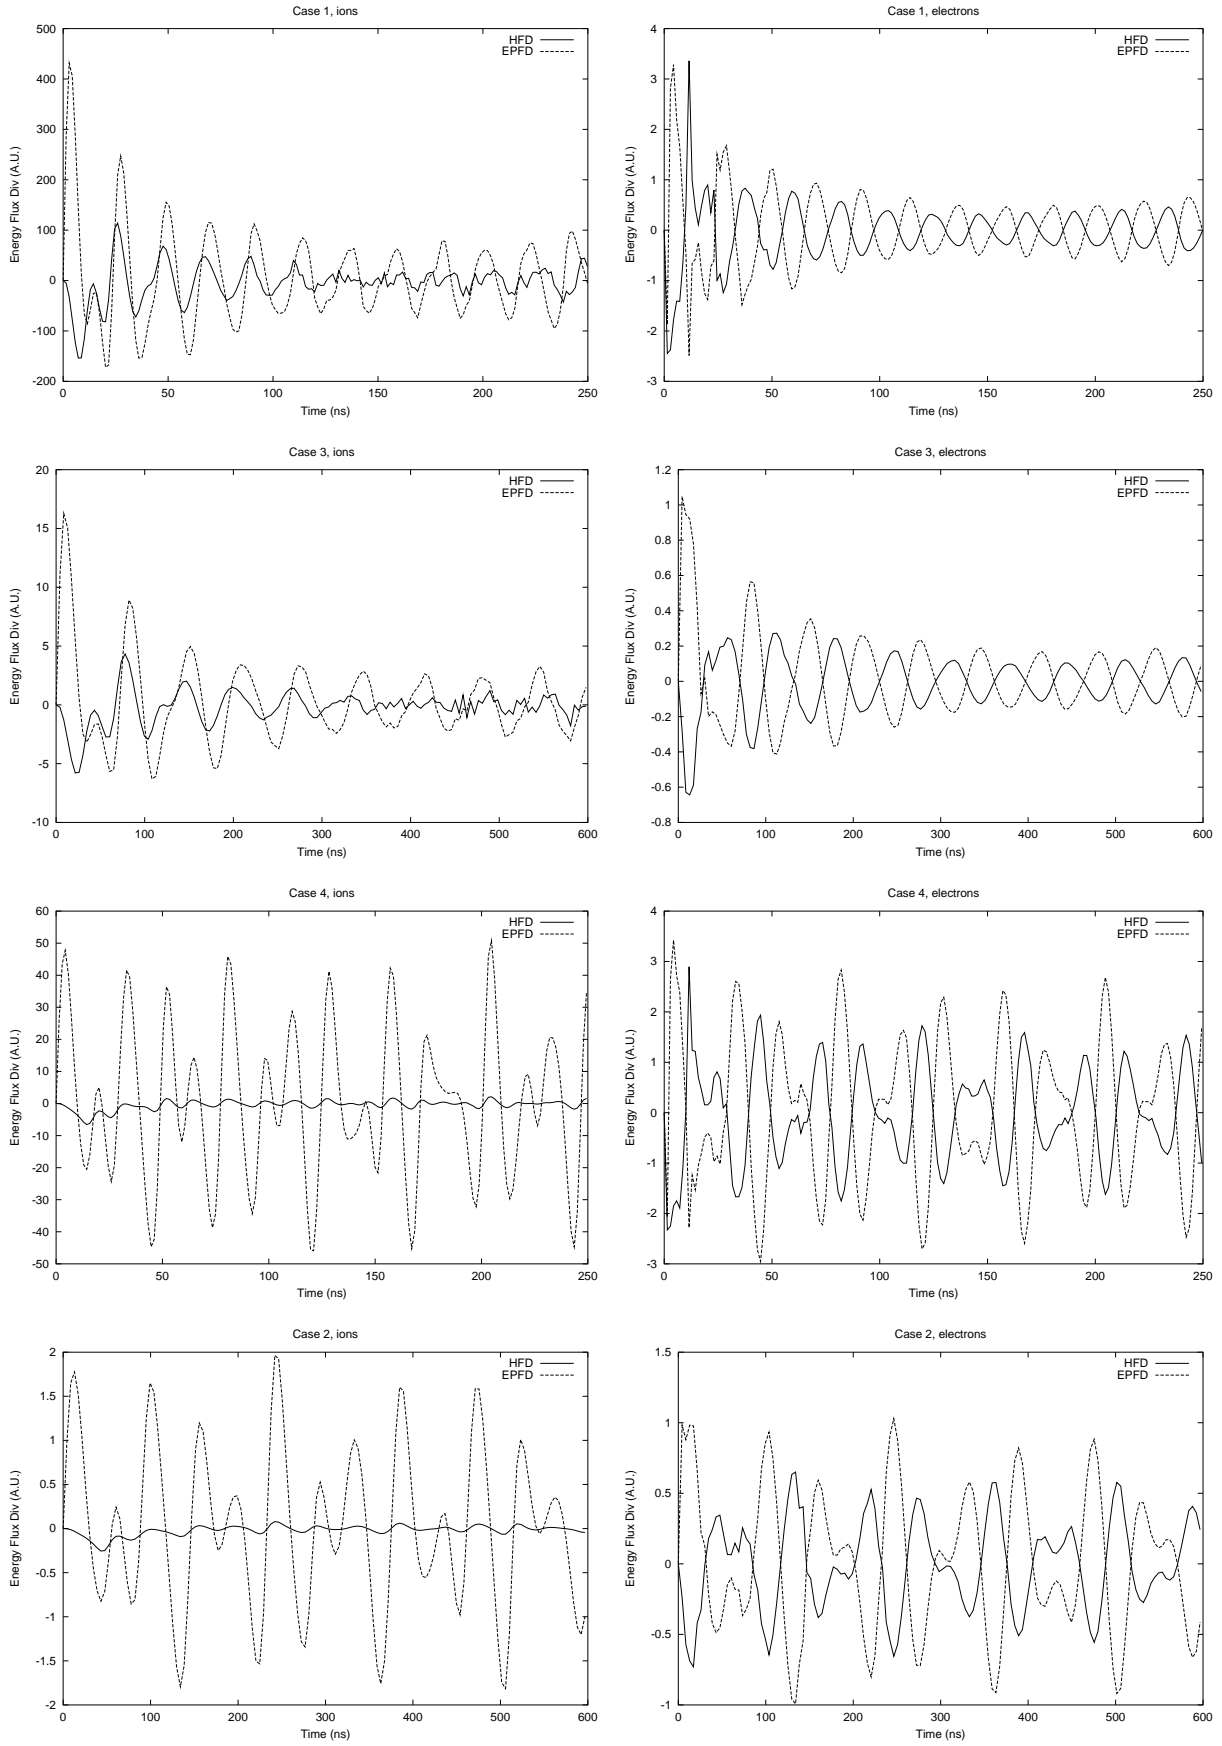 Case 1, ions
HFD
EPFD
Energy Flux Div (A.U.)
500
400
300
200
100
0
-100
-200
0 50 100 150 200 250
Time (ns)
Case 1, electrons
HFD
EPFD
Energy Flux Div (A.U.)
4
3
2
1
0
-1
-2
-3
0 50 100 150 200 250
Time (ns)
Case 3, ions
HFD
EPFD
Energy Flux Div (A.U.)
20
15
10
5
0
-5
-10
0 100 200 300 400 500 600
Time (ns)
Case 3, electrons
HFD
EPFD
Energy Flux Div (A.U.)
1.2
1
0.8
0.6
0.4
0.2
0
-0.2
-0.4
-0.6
-0.8
0 100 200 300 400 500 600
Time (ns)
Case 4, ions
HFD
EPFD
Energy Flux Div (A.U.)
60
50
40
30
20
10
0
-10
-20
-30
-40
-50
0 50 100 150 200 250
Time (ns)
Case 4, electrons
HFD
EPFD
Energy Flux Div (A.U.)
4
3
2
1
0
-1
-2
-3
0 50 100 150 200 250
Time (ns)
Case 2, ions
HFD
EPFD
Energy Flux Div (A.U.)
2
1.5
1
0.5
0
-0.5
-1
-1.5
-2
0 100 200 300 400 500 600
Time (ns)
Case 2, electrons
HFD
EPFD
Energy Flux Div (A.U.)
1.5
1
0.5
0
-0.5
-1
0 100 200 300 400 500 600
Time (ns)